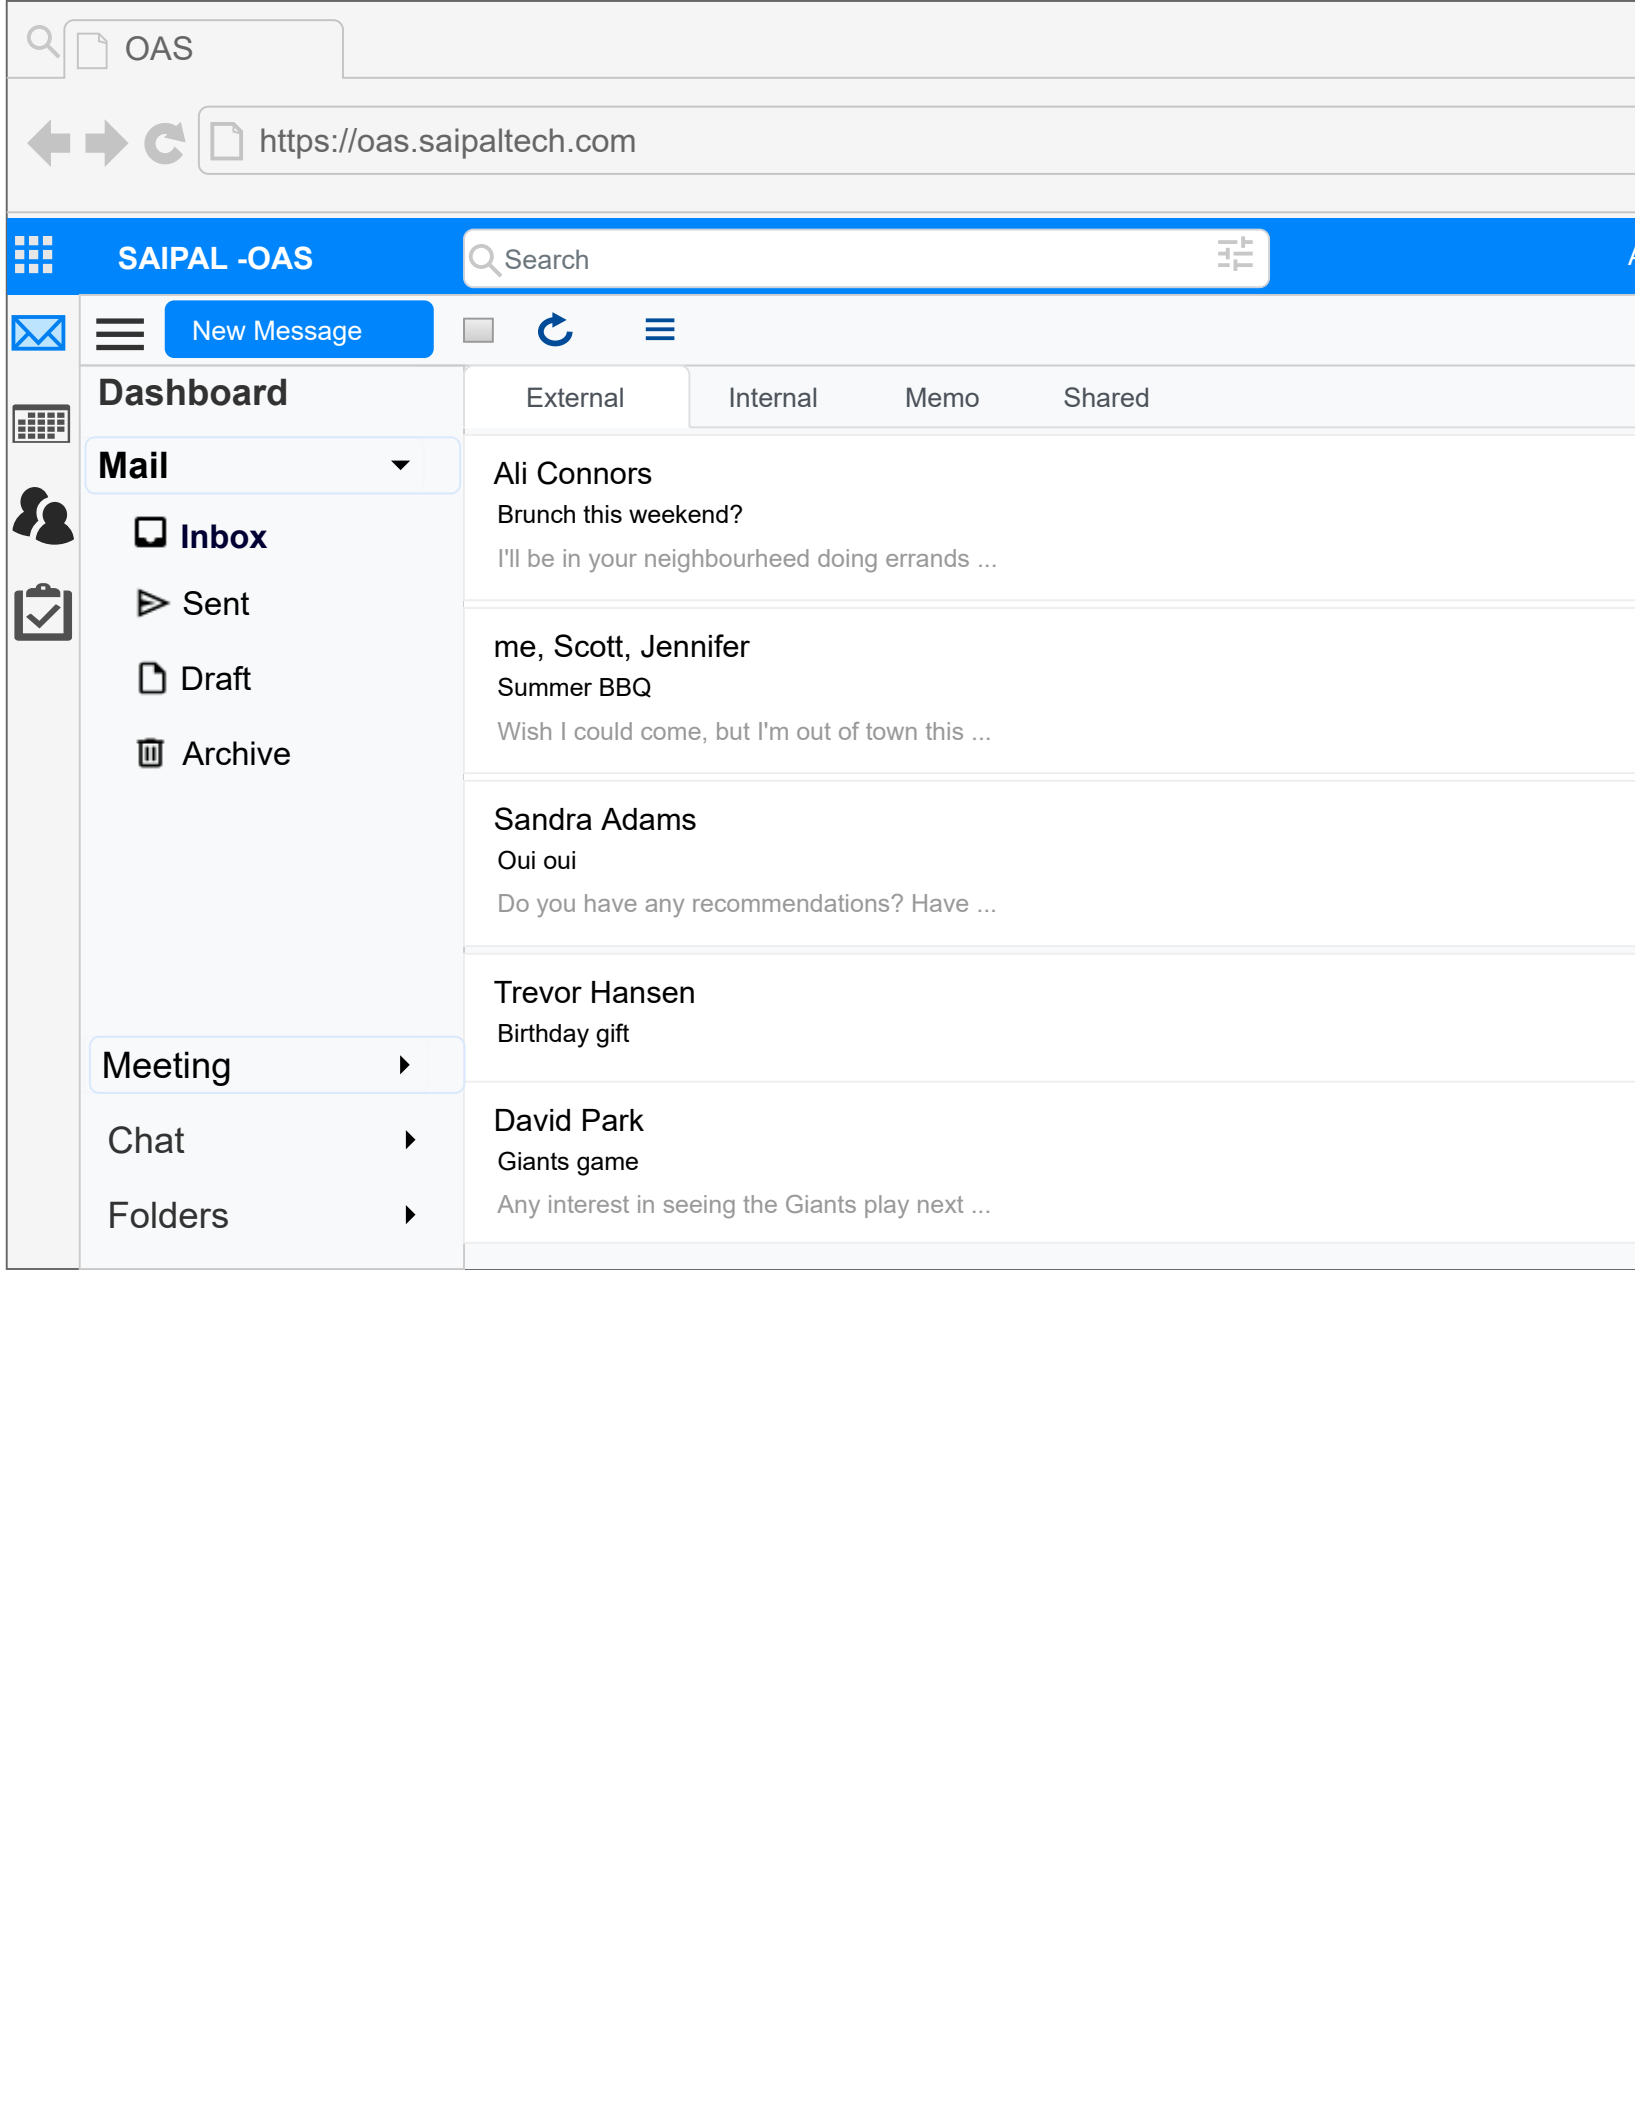 OAS
https://oas.saipaltech.com
SAIPAL -OAS
Search
New Message
Dashboard
External
Internal
Memo
Shared
Mail
Inbox
Sent
Draft
Archive
Meeting
Chat
Folders
Ali Connors
Brunch this weekend?
I'll be in your neighbourheed doing errands ...
me, Scott, Jennifer
Summer BBQ
Wish I could come, but I'm out of town this ...
Sandra Adams
Oui oui
Do you have any recommendations? Have ...
Trevor Hansen
Birthday gift
David Park
Giants game
Any interest in seeing the Giants play next ...